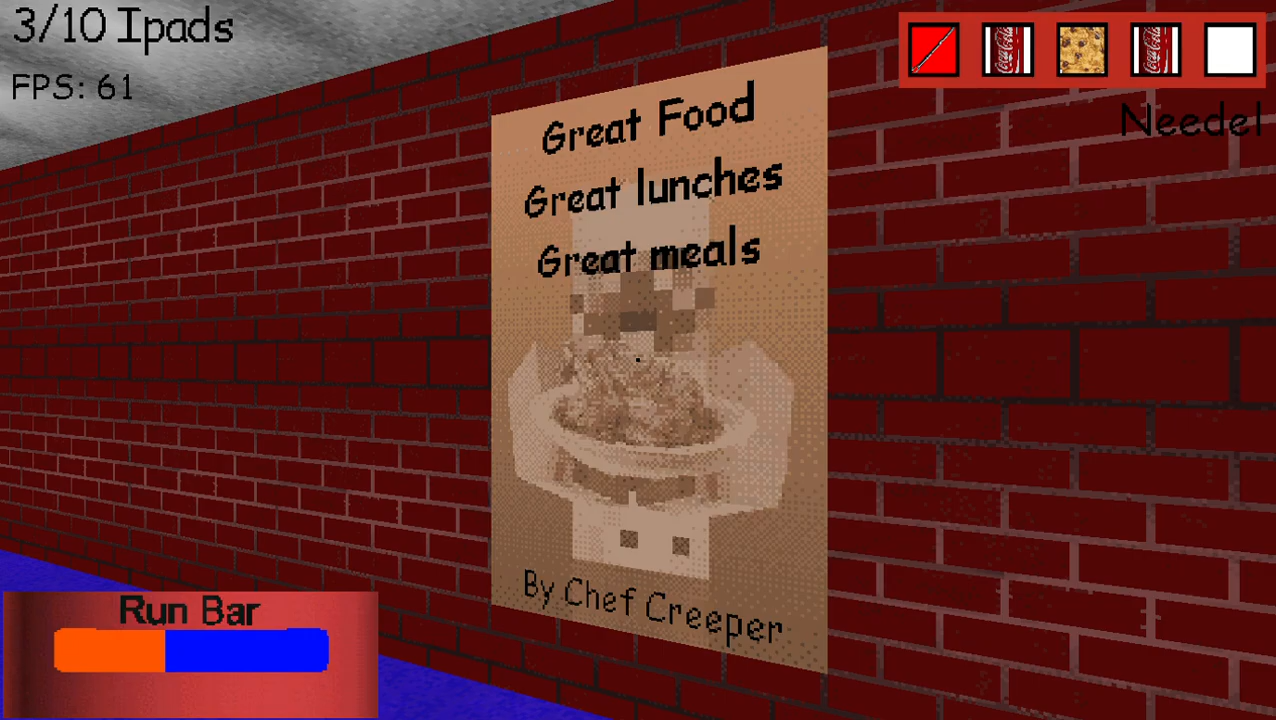 3/10 Ipads
FPS: 61
Needel
Great Food
Great lunches
Great meals
By Chef Creeper
Run Bar